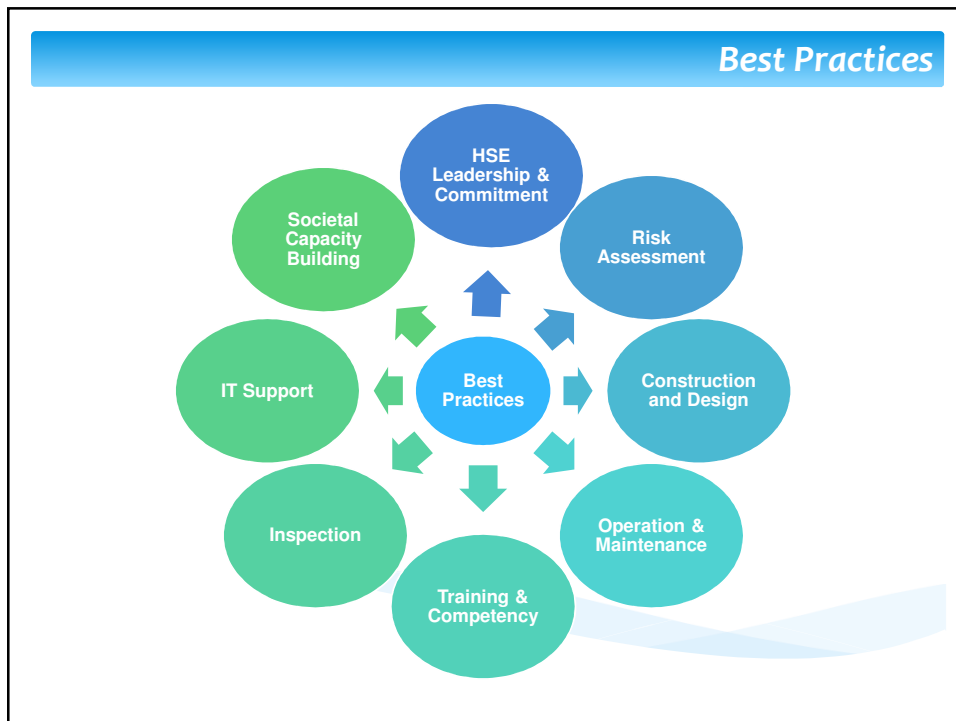 Best Practices
HSE
Leadership &
Commitment
Risk
Assessment
Construction
and Design
Operation &
Maintenance
Training &
Competency
Inspection
IT Support
Societal
Capacity
Building
Best
Practices